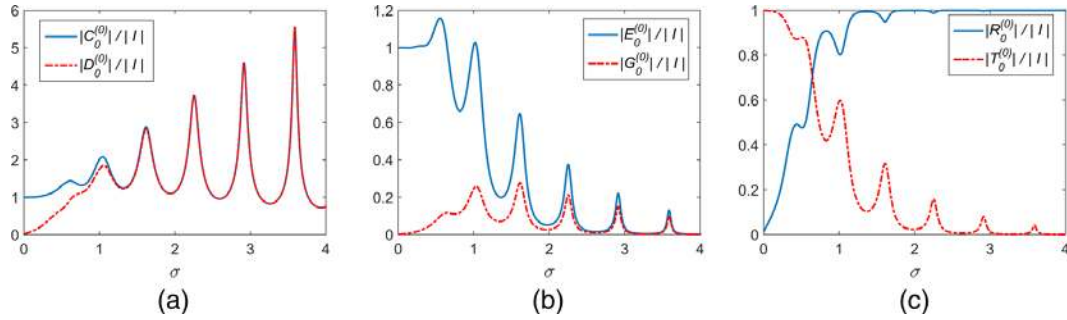 6
5
4
3
2
1
0
0 1 2 3 4
σ
|C₀⁽⁰⁾| / | I |
|D₀⁽⁰⁾| / | I |
(a)
1.2
1
0.8
0.6
0.4
0.2
0
0 1 2 3 4
σ
|E₀⁽⁰⁾| / | I |
|G₀⁽⁰⁾| / | I |
(b)
1
0.8
0.6
0.4
0.2
0
0 1 2 3 4
σ
|R₀⁽⁰⁾| / | I |
|T₀⁽⁰⁾| / | I |
(c)